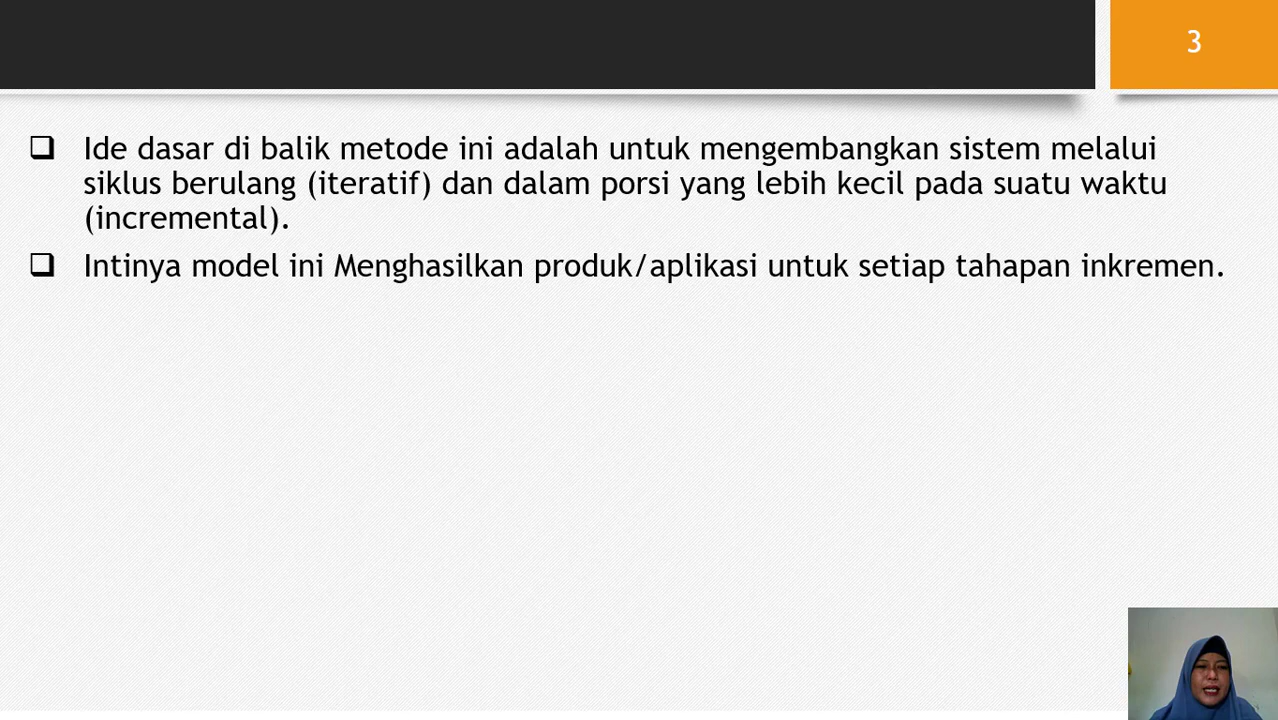 3
Ide dasar di balik metode ini adalah untuk mengembangkan sistem melalui
siklus berulang (iteratif) dan dalam porsi yang lebih kecil pada suatu waktu
(incremental).
Intinya model ini Menghasilkan produk/aplikasi untuk setiap tahapan inkremen.